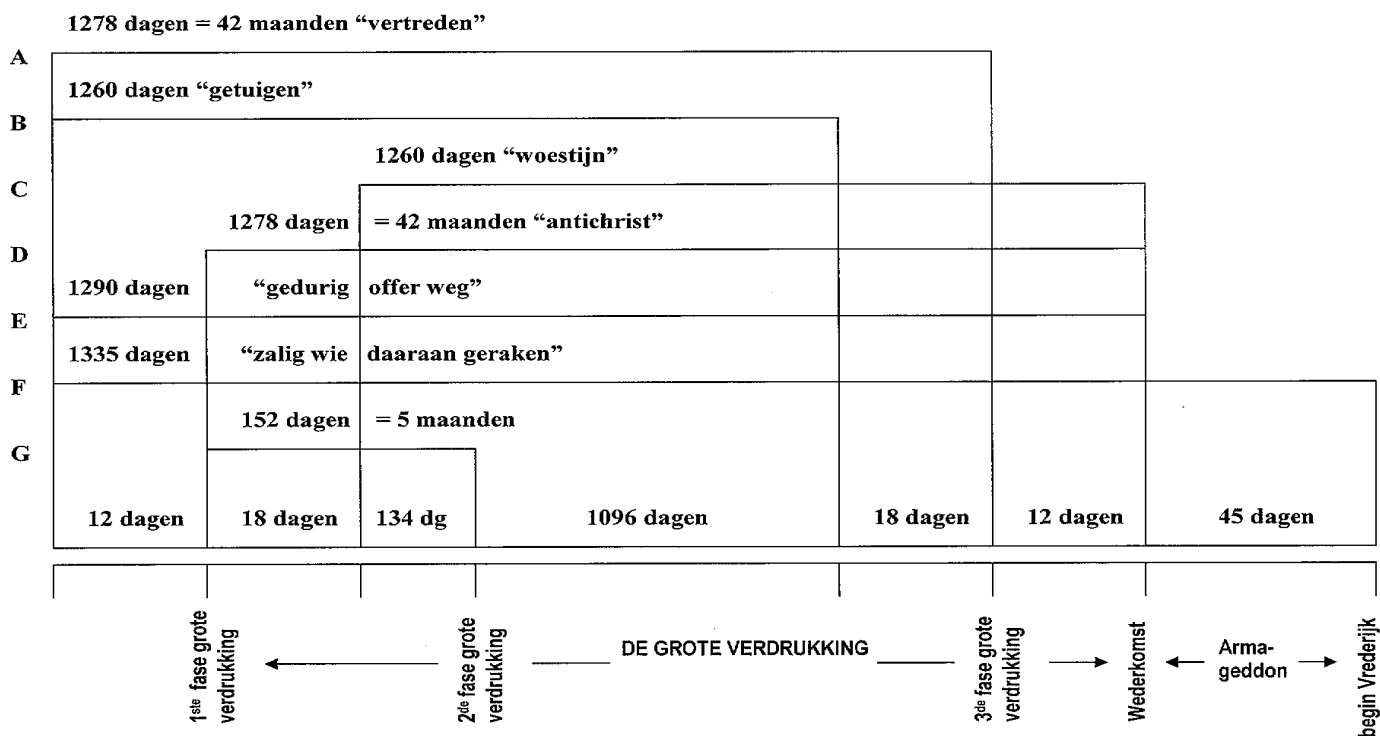 1278 dagen = 42 maanden “vertreden”
A
1260 dagen “getuigen”
B
1260 dagen “woestijn”
C
1278 dagen = 42 maanden “antichrist”
D
1290 dagen “gedurig offer weg”
E
1335 dagen “zalig wie daaraan geraken”
F
152 dagen = 5 maanden
G
12 dagen 18 dagen 134 dg 1096 dagen 18 dagen 12 dagen 45 dagen
1ste fase grote
verdrukking
2de fase grote
verdrukking
DE GROTE VERDRUKKING
3de fase grote
verdrukking
Wederkomst
Arma-
geddon
begin Vrederijk